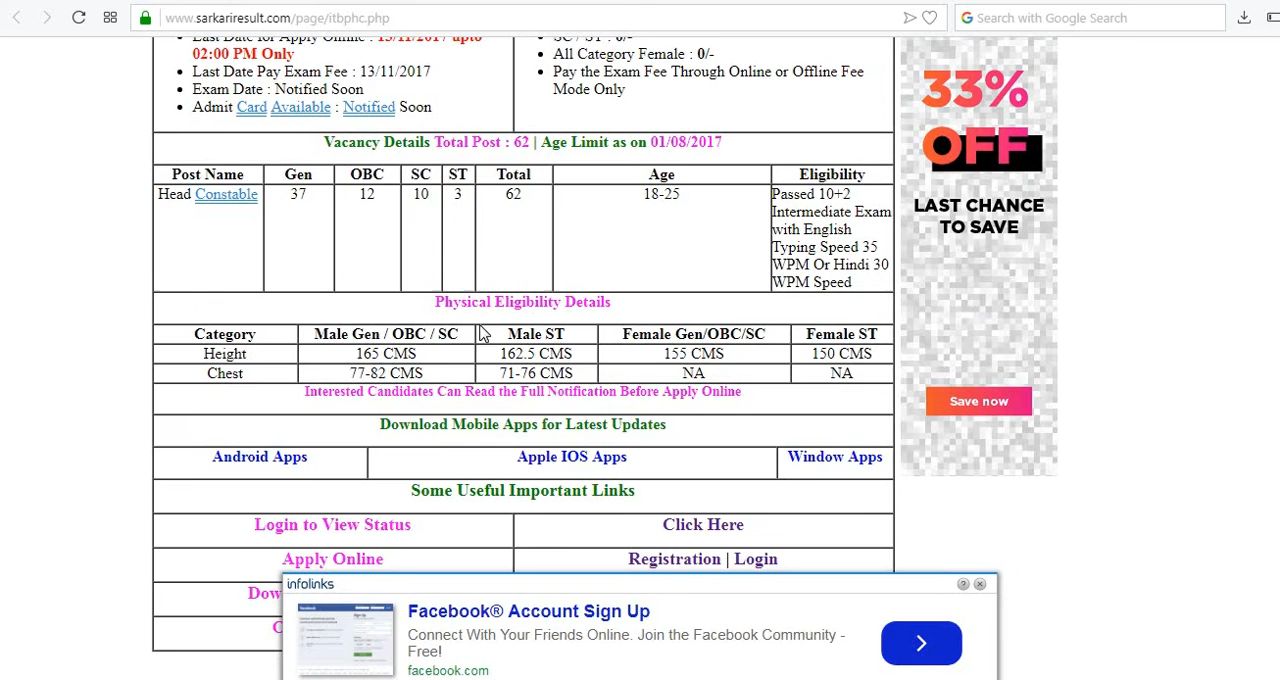 www.sarkariresult.com/page/itbphc.php
Search with Google Search
Last Date for Apply Online : 13/11/2017 upto
02:00 PM Only
Last Date Pay Exam Fee : 13/11/2017
Exam Date : Notified Soon
Admit Card Available : Notified Soon
SC / ST : 0/-
All Category Female : 0/-
Pay the Exam Fee Through Online or Offline Fee
Mode Only
Vacancy Details Total Post : 62 | Age Limit as on 01/08/2017
Post Name Gen OBC SC ST Total Age Eligibility
Head Constable 37 12 10 3 62 18-25 Passed 10+2
Intermediate Exam
with English
Typing Speed 35
WPM Or Hindi 30
WPM Speed
Physical Eligibility Details
Category Male Gen / OBC / SC Male ST Female Gen/OBC/SC Female ST
Height 165 CMS 162.5 CMS 155 CMS 150 CMS
Chest 77-82 CMS 71-76 CMS NA NA
Interested Candidates Can Read the Full Notification Before Apply Online
Download Mobile Apps for Latest Updates
Android Apps Apple IOS Apps Window Apps
Some Useful Important Links
Login to View Status Click Here
Apply Online Registration | Login
infolinks
Facebook® Account Sign Up
Connect With Your Friends Online. Join the Facebook Community -
Free!
facebook.com
33%
OFF
LAST CHANCE
TO SAVE
Save now